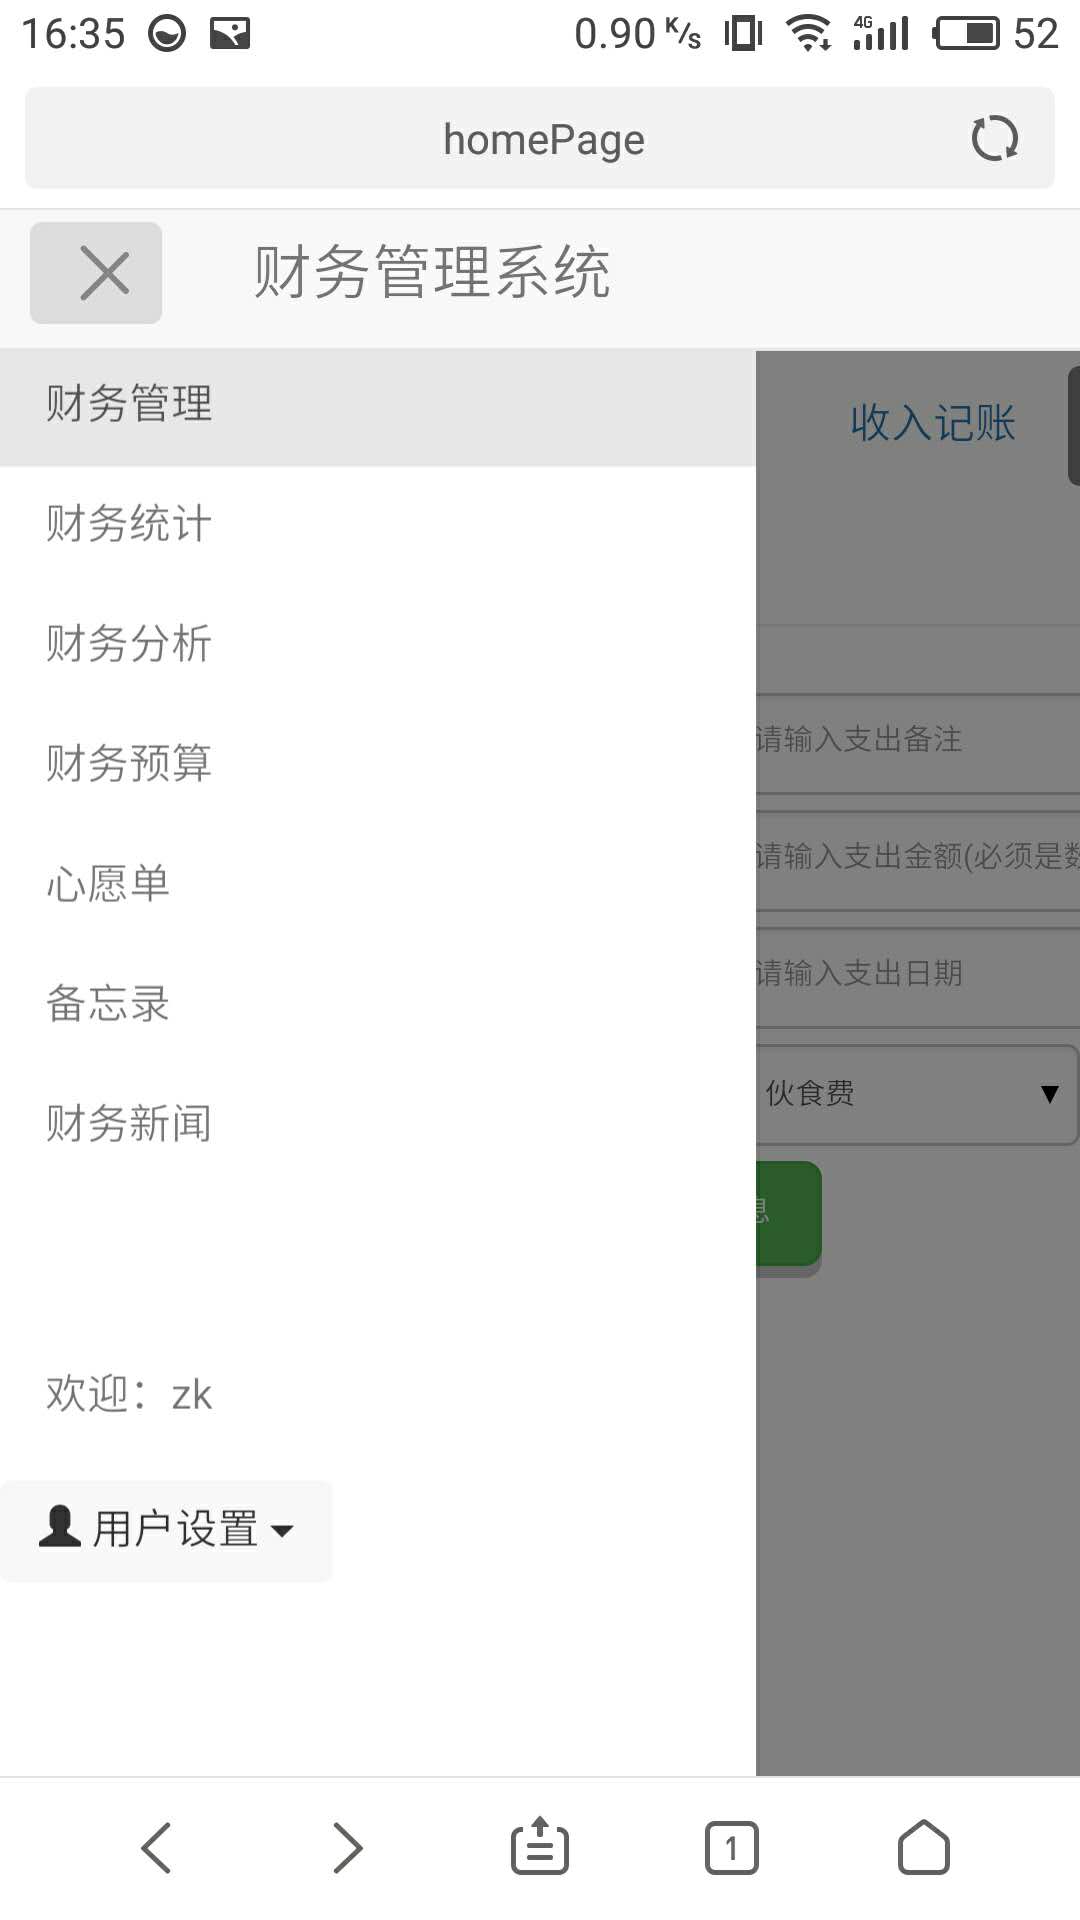 16:35 0.90 K/s 4G 52
homePage
财务管理系统
财务管理
收入记账
财务统计
财务分析
财务预算
请输入支出备注
心愿单
请输入支出金额(必须是数
备忘录
请输入支出日期
财务新闻
伙食费
息
欢迎：zk
用户设置
1